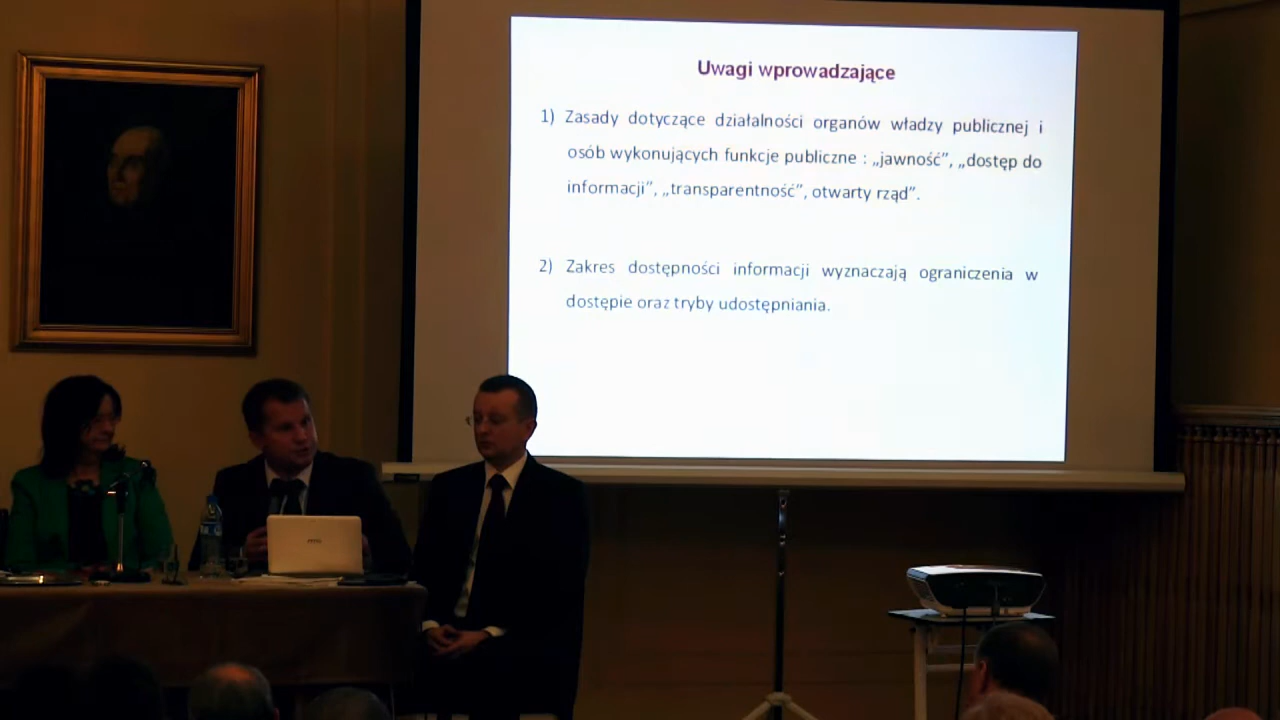 Uwagi wprowadzające
1) Zasady dotyczące działalności organów władzy publicznej i
osób wykonujących funkcje publiczne : „jawność”, „dostęp do
informacji”, „transparentność”, otwarty rząd”.
2) Zakres dostępności informacji wyznaczają ograniczenia w
dostępie oraz tryby udostępniania.
msi